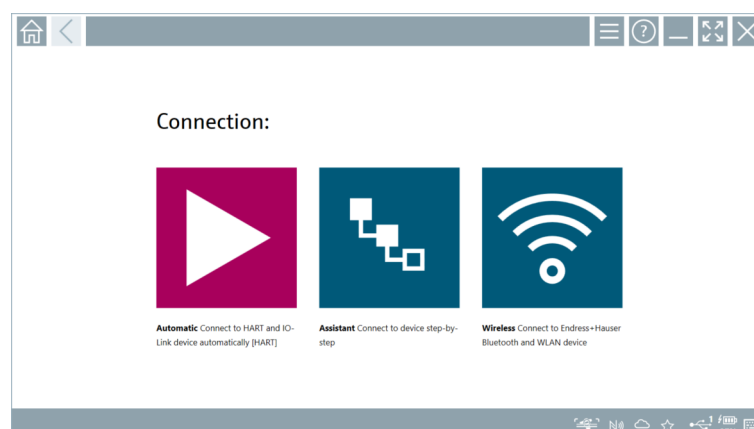 Connection:
Automatic Connect to HART and IO-
Link device automatically [HART]
Assistant Connect to device step-by-
step
Wireless Connect to Endress+Hauser
Bluetooth and WLAN device
?
1